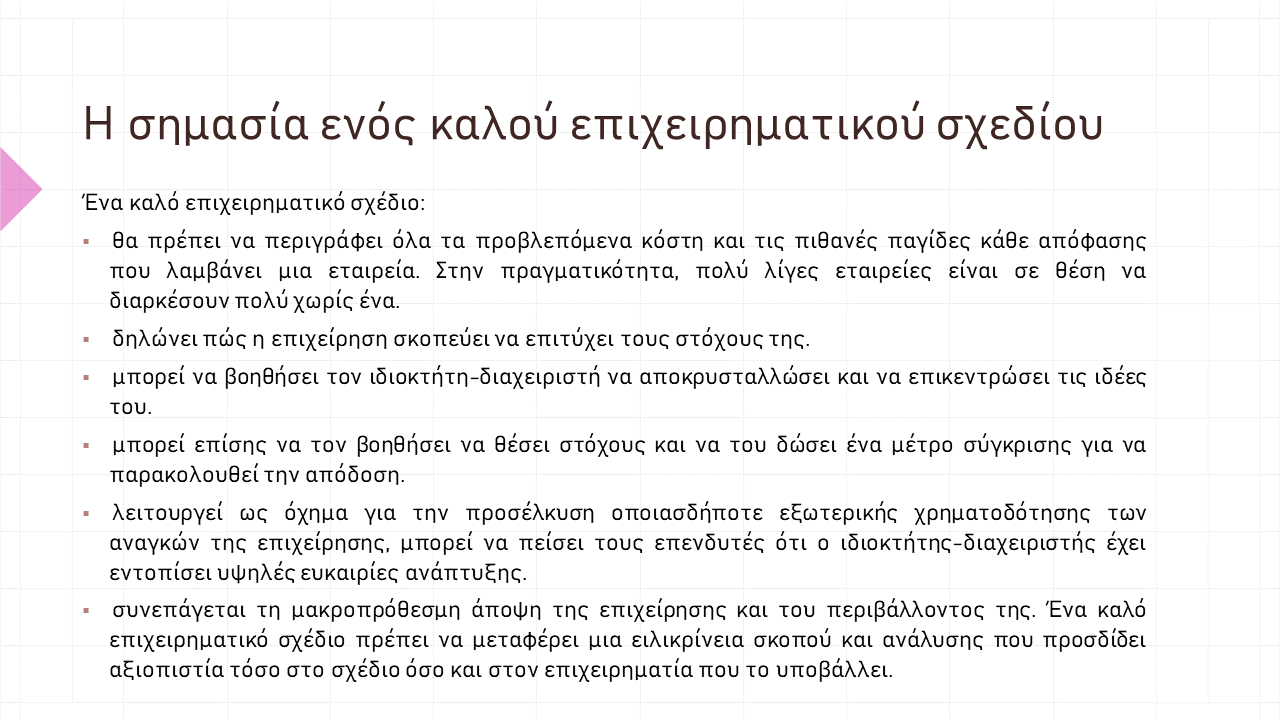 Η σημασία ενός καλού επιχειρηματικού σχεδίου
Ένα καλό επιχειρηματικό σχέδιο:
▪ θα πρέπει να περιγράφει όλα τα προβλεπόμενα κόστη και τις πιθανές παγίδες κάθε απόφασης
που λαμβάνει μια εταιρεία. Στην πραγματικότητα, πολύ λίγες εταιρείες είναι σε θέση να
διαρκέσουν πολύ χωρίς ένα.
▪ δηλώνει πώς η επιχείρηση σκοπεύει να επιτύχει τους στόχους της.
▪ μπορεί να βοηθήσει τον ιδιοκτήτη-διαχειριστή να αποκρυσταλλώσει και να επικεντρώσει τις ιδέες
του.
▪ μπορεί επίσης να τον βοηθήσει να θέσει στόχους και να του δώσει ένα μέτρο σύγκρισης για να
παρακολουθεί την απόδοση.
▪ λειτουργεί ως όχημα για την προσέλκυση οποιασδήποτε εξωτερικής χρηματοδότησης των
αναγκών της επιχείρησης, μπορεί να πείσει τους επενδυτές ότι ο ιδιοκτήτης-διαχειριστής έχει
εντοπίσει υψηλές ευκαιρίες ανάπτυξης.
▪ συνεπάγεται τη μακροπρόθεσμη άποψη της επιχείρησης και του περιβάλλοντος της. Ένα καλό
επιχειρηματικό σχέδιο πρέπει να μεταφέρει μια ειλικρίνεια σκοπού και ανάλυσης που προσδίδει
αξιοπιστία τόσο στο σχέδιο όσο και στον επιχειρηματία που το υποβάλλει.